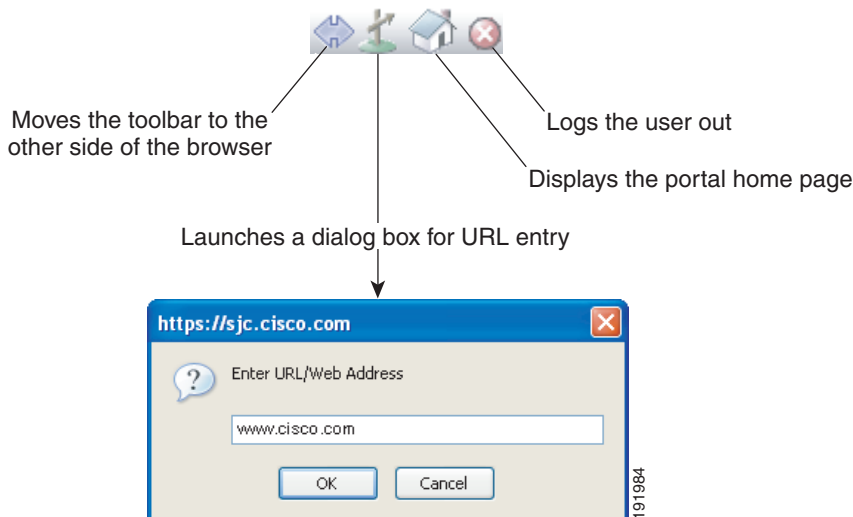 Moves the toolbar to the
other side of the browser
Logs the user out
Displays the portal home page
Launches a dialog box for URL entry
https://sjc.cisco.com
Enter URL/Web Address
www.cisco.com
OK
Cancel
191984